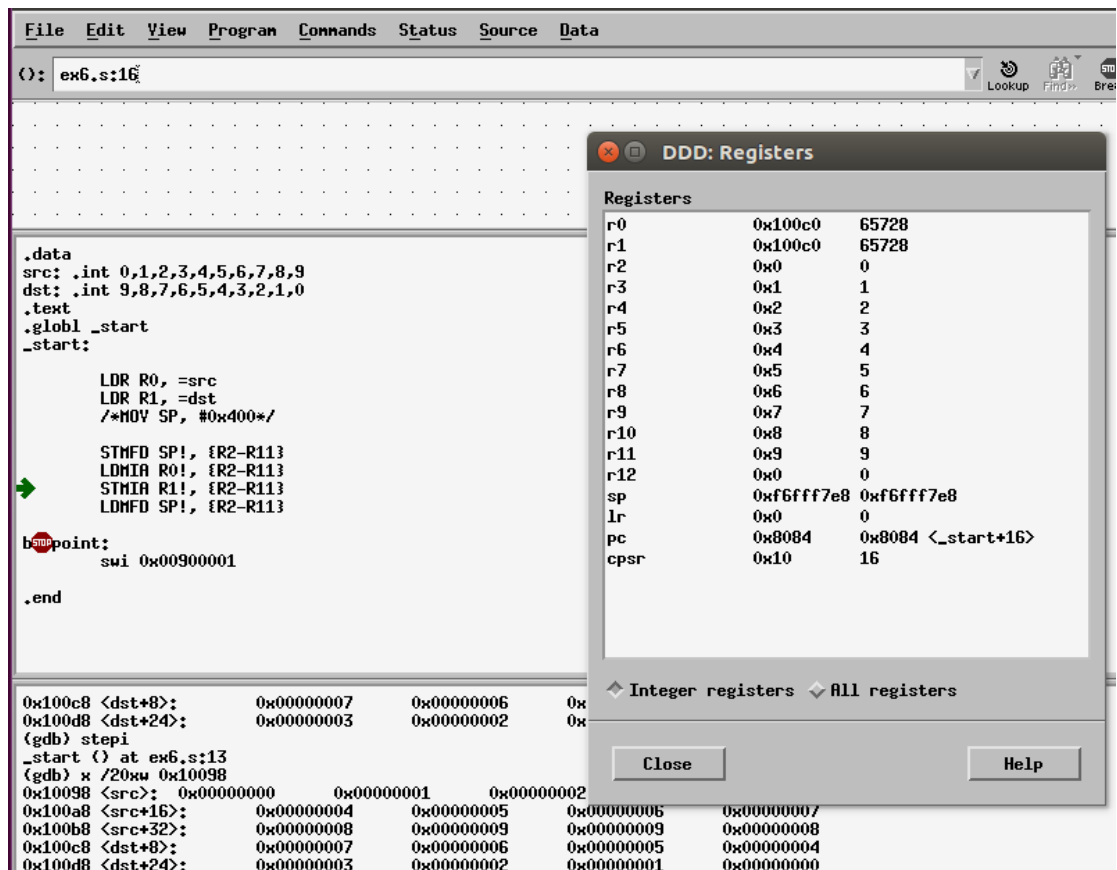 File Edit View Program Commands Status Source Data
(): ex6.s:16
Lookup Find»
DDD: Registers
Registers
r0 0x100c0 65728
r1 0x100c0 65728
r2 0x0 0
r3 0x1 1
r4 0x2 2
r5 0x3 3
r6 0x4 4
r7 0x5 5
r8 0x6 6
r9 0x7 7
r10 0x8 8
r11 0x9 9
r12 0x0 0
sp 0xf6fff7e8 0xf6fff7e8
lr 0x0 0
pc 0x8084 0x8084 <_start+16>
cpsr 0x10 16
Integer registers All registers
Close Help
.data
src: .int 0,1,2,3,4,5,6,7,8,9
dst: .int 9,8,7,6,5,4,3,2,1,0
.text
.globl _start
_start:
LDR R0, =src
LDR R1, =dst
/*MOV SP, #0x400*/
STMFD SP!, {R2-R11}
LDMIA R0!, {R2-R11}
STMIA R1!, {R2-R11}
LDMFD SP!, {R2-R11}
STOP point:
swi 0x00900001
.end
0x100c8 <dst+8>: 0x00000007 0x00000006
0x100d8 <dst+24>: 0x00000003 0x00000002
(gdb) stepi
_start () at ex6.s:13
(gdb) x /20xw 0x10098
0x10098 <src>: 0x00000000 0x00000001 0x00000002
0x100a8 <src+16>: 0x00000004 0x00000005 0x00000006 0x00000007
0x100b8 <src+32>: 0x00000008 0x00000009 0x00000009 0x00000008
0x100c8 <dst+8>: 0x00000007 0x00000006 0x00000005 0x00000004
0x100d8 <dst+24>: 0x00000003 0x00000002 0x00000001 0x00000000